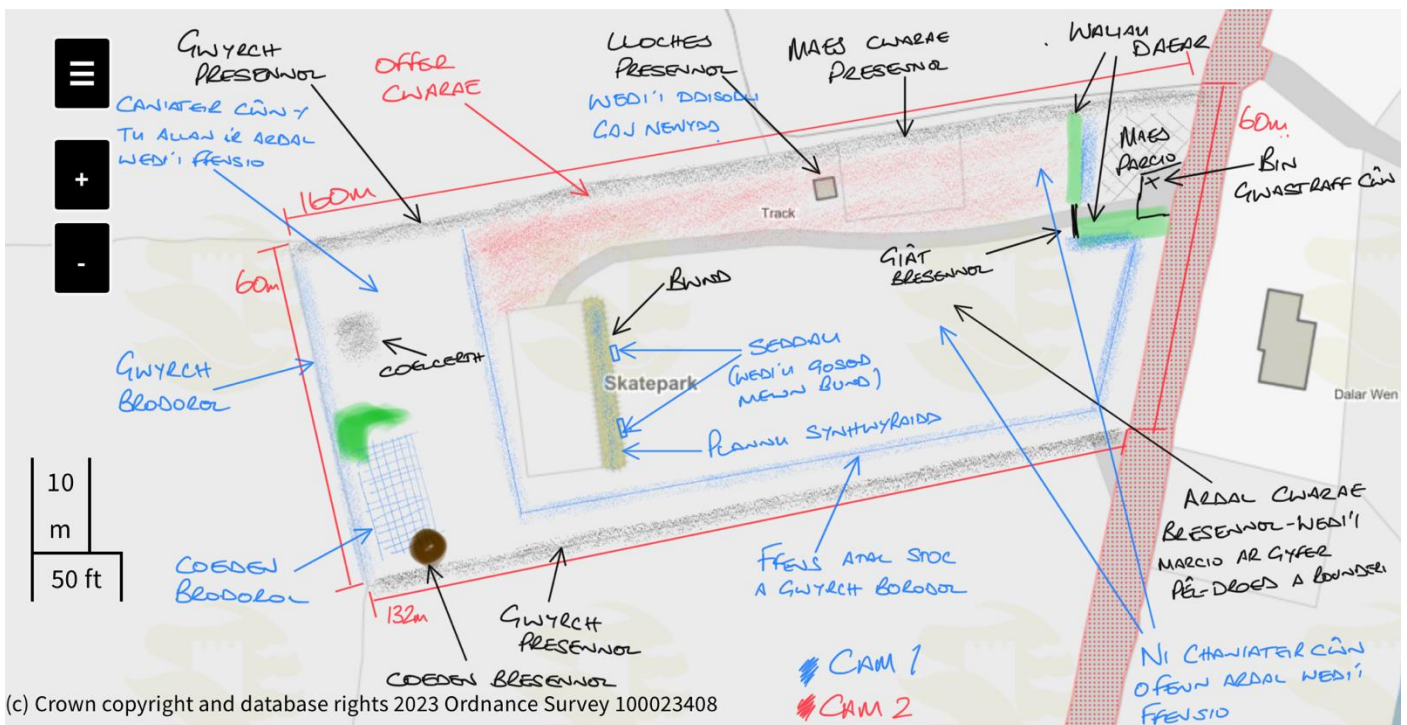 GWYRCH
PRESENNOL
CANIATEIR CŴN Y
TU ALLAN I'R ARDAL
WEDI'I FFENSIO
OFFER
CWARAE
LLOCHES
PRESENNOL
WEDI'I DDISODLI
GAN NEWYDD
MAES CWARAE
PRESENNOL
WALIAU
DAEAR
60m
+
-
160m
MAES
PARCIO
X
BIN
GWASTRAFF CŴN
Track
60m
GIÂT
BRESENNOL
BWND
COELCERTH
SEDDAU
(WEDI'U GOSOD
MEWN BUND)
Skatepark
GWYRCH
BRODOROL
PLANNU SYNHWYRAIDD
Dalar Wen
10
m
50 ft
COEDEN
BRODOROL
FFENS ATAL STOC
A GWYRCH BORODOL
ARDAL CWARAE
BRESENNOL-WEDI'I
MARCIO AR GYFER
PÊL-DROED A ROUNDERI
132m
GWYRCH
PRESENNOL
COEDEN BRESENNOL
CAM 1
CAM 2
NI CHANIATEIR CŴN
OFEWN ARDAL WEDI'I
FFENSIO
(c) Crown copyright and database rights 2023 Ordnance Survey 100023408